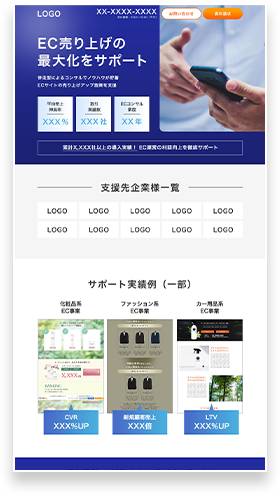 LOGO
XX-XXXX-XXXX
お問い合わせ
資料請求
EC売り上げの
最大化をサポート
伴走型によるコンサルでノウハウが貯蓄
ECサイトの売り上げアップ施策を支援
平均売上
伸長率
XXX％
取引
実績数
XXX 社
ECコンサル
業歴
XX 年
累計X,XXX社以上の導入実績！ EC運営の利益向上を徹底サポート
支援先企業様一覧
LOGO LOGO LOGO LOGO LOGO
LOGO LOGO LOGO LOGO LOGO
サポート実績例（一部）
化粧品系
EC事業
ファッション系
EC事業
カー用品系
EC事業
X,XXX
RANKING
CVR
XXX％UP
新規顧客売上
XXX倍
LTV
XXX％UP